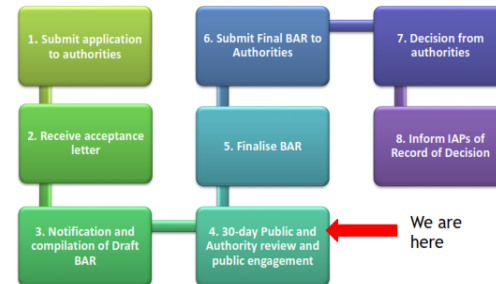 1. Submit application
to authorities
2. Receive acceptance
letter
3. Notification and
compilation of Draft
BAR
4. 30-day Public and
Authority review and
public engagement
5. Finalise BAR
6. Submit Final BAR to
Authorities
7. Decision from
authorities
8. Inform IAPs of
Record of Decision
We are
here